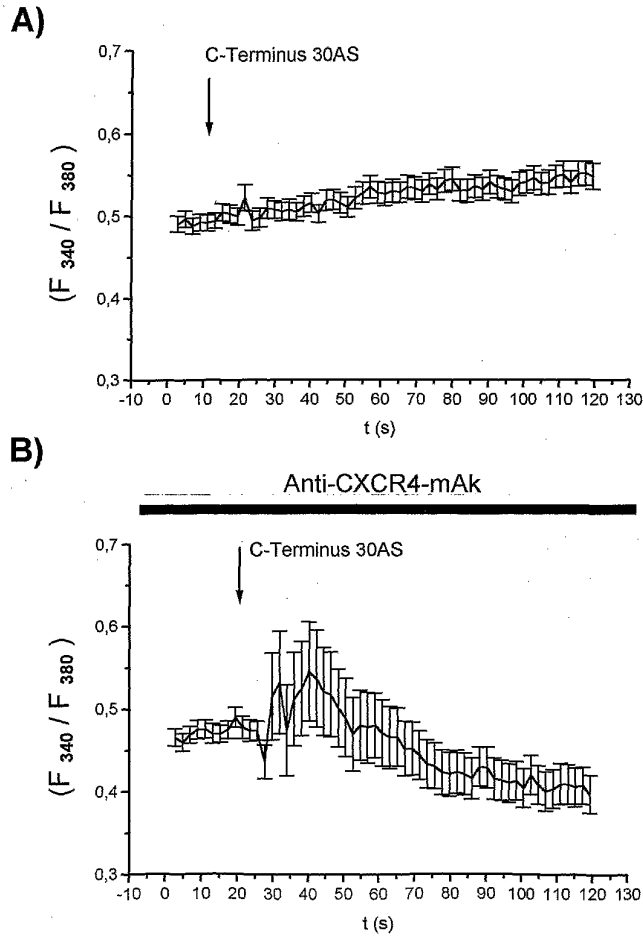 A)
0,7
C-Terminus 30AS
0,6
0,5
0,4
0,3
(F 340 / F 380)
-10 0 10 20 30 40 50 60 70 80 90 100 110 120 130
t (s)
B)
Anti-CXCR4-mAk
0,7
C-Terminus 30AS
0,6
0,5
0,4
0,3
(F 340 / F 380)
-10 0 10 20 30 40 50 60 70 80 90 100 110 120 130
t (s)